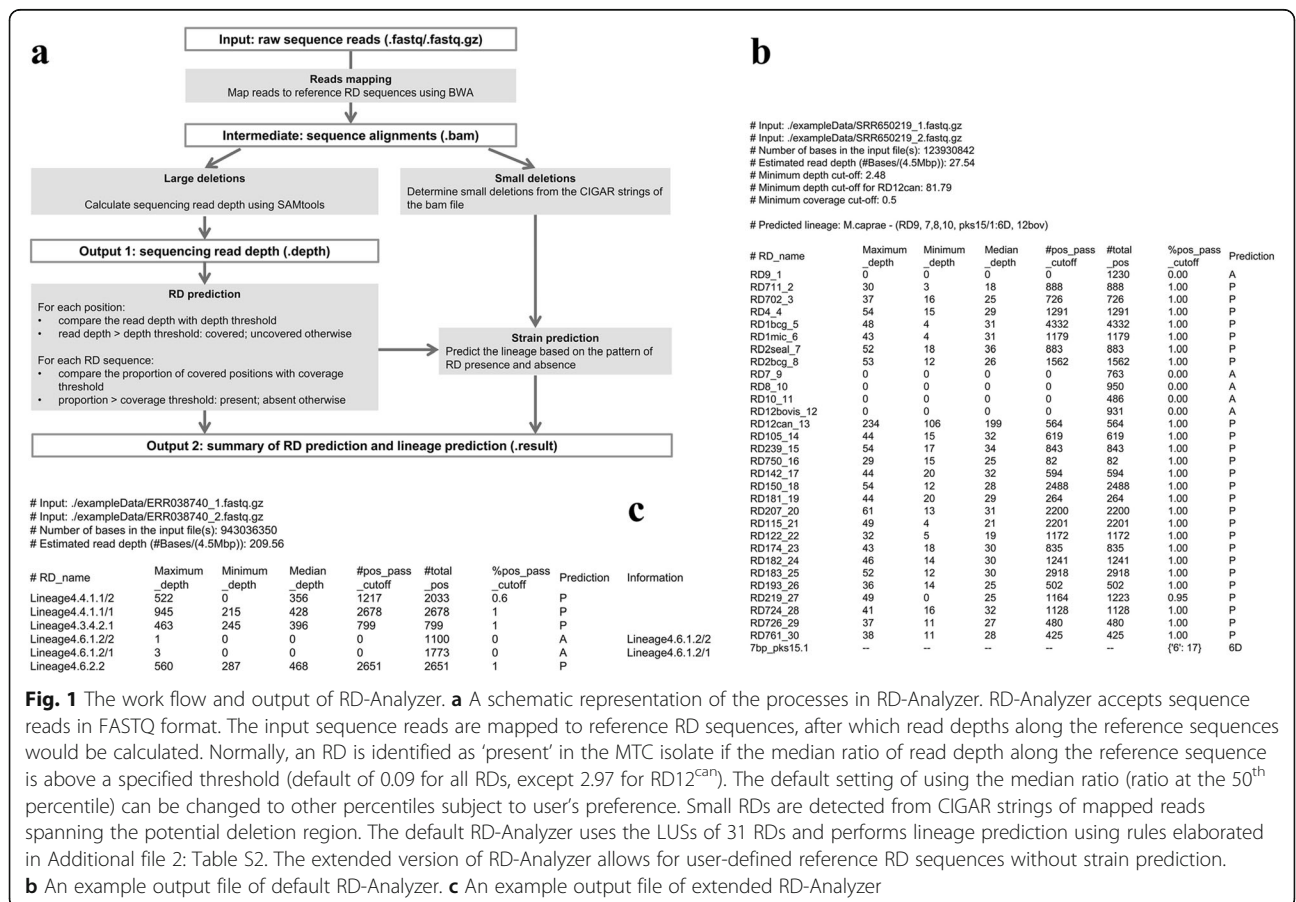 a
Input: raw sequence reads (.fastq/.fastq.gz)
Reads mapping
Map reads to reference RD sequences using BWA
Intermediate: sequence alignments (.bam)
Large deletions
Calculate sequencing read depth using SAMtools
Small deletions
Determine small deletions from the CIGAR strings of
the bam file
Output 1: sequencing read depth (.depth)
RD prediction
For each position:
• compare the read depth with depth threshold
• read depth > depth threshold: covered; uncovered otherwise
For each RD sequence:
• compare the proportion of covered positions with coverage
threshold
• proportion > coverage threshold: present; absent otherwise
Strain prediction
Predict the lineage based on the pattern of
RD presence and absence
Output 2: summary of RD prediction and lineage prediction (.result)
b
# Input: ./exampleData/SRR650219_1.fastq.gz
# Input: ./exampleData/SRR650219_2.fastq.gz
# Number of bases in the input file(s): 123930842
# Estimated read depth (#Bases/(4.5Mbp)): 27.54
# Minimum depth cut-off: 2.48
# Minimum depth cut-off for RD12can: 81.79
# Minimum coverage cut-off: 0.5
# Predicted lineage: M.caprae - (RD9, 7,8,10, pks15/1:6D, 12bov)
# RD_name Maximum _depth Minimum _depth Median _depth #pos_pass _cutoff #total _pos %pos_pass _cutoff Prediction
RD9_1 0 0 0 0 1230 0.00 A
RD711_2 30 3 18 888 888 1.00 P
RD702_3 37 16 25 726 726 1.00 P
RD4_4 54 15 29 1291 1291 1.00 P
RD1bcg_5 48 4 31 4332 4332 1.00 P
RD1mic_6 43 4 31 1179 1179 1.00 P
RD2seal_7 52 18 36 883 883 1.00 P
RD2bcg_8 53 12 26 1562 1562 1.00 P
RD7_9 0 0 0 0 763 0.00 A
RD8_10 0 0 0 0 950 0.00 A
RD10_11 0 0 0 0 486 0.00 A
RD12bovis_12 0 0 0 0 931 0.00 A
RD12can_13 234 106 199 564 564 1.00 P
RD105_14 44 15 32 619 619 1.00 P
RD239_15 54 17 34 843 843 1.00 P
RD750_16 29 15 25 82 82 1.00 P
RD142_17 44 20 32 594 594 1.00 P
RD150_18 54 12 28 2488 2488 1.00 P
RD181_19 44 20 29 264 264 1.00 P
RD207_20 61 13 31 2200 2200 1.00 P
RD115_21 49 4 21 2201 2201 1.00 P
RD122_22 32 5 19 1172 1172 1.00 P
RD174_23 43 18 30 835 835 1.00 P
RD182_24 46 14 30 1241 1241 1.00 P
RD183_25 52 12 30 2918 2918 1.00 P
RD193_26 36 14 25 502 502 1.00 P
RD219_27 49 0 25 1164 1223 0.95 P
RD724_28 41 16 32 1128 1128 1.00 P
RD726_29 37 11 27 480 480 1.00 P
RD761_30 38 11 28 425 425 1.00 P
7bp_pks15.1 -- -- -- -- -- {'6': 17} 6D
c
# Input: ./exampleData/ERR038740_1.fastq.gz
# Input: ./exampleData/ERR038740_2.fastq.gz
# Number of bases in the input file(s): 943036350
# Estimated read depth (#Bases/(4.5Mbp)): 209.56
# RD_name Maximum _depth Minimum _depth Median _depth #pos_pass _cutoff #total _pos %pos_pass _cutoff Prediction Information
Lineage4.4.1.1/2 522 0 356 1217 2033 0.6 P
Lineage4.4.1.1/1 945 215 428 2678 2678 1 P
Lineage4.3.4.2.1 463 245 396 799 799 1 P
Lineage4.6.1.2/2 1 0 0 0 1100 0 A Lineage4.6.1.2/2
Lineage4.6.1.2/1 3 0 0 0 1773 0 A Lineage4.6.1.2/1
Lineage4.6.2.2 560 287 468 2651 2651 1 P
Fig. 1 The work flow and output of RD-Analyzer. a A schematic representation of the processes in RD-Analyzer. RD-Analyzer accepts sequence
reads in FASTQ format. The input sequence reads are mapped to reference RD sequences, after which read depths along the reference sequences
would be calculated. Normally, an RD is identified as 'present' in the MTC isolate if the median ratio of read depth along the reference sequence
is above a specified threshold (default of 0.09 for all RDs, except 2.97 for RD12can). The default setting of using the median ratio (ratio at the 50th
percentile) can be changed to other percentiles subject to user's preference. Small RDs are detected from CIGAR strings of mapped reads
spanning the potential deletion region. The default RD-Analyzer uses the LUSs of 31 RDs and performs lineage prediction using rules elaborated
in Additional file 2: Table S2. The extended version of RD-Analyzer allows for user-defined reference RD sequences without strain prediction.
b An example output file of default RD-Analyzer. c An example output file of extended RD-Analyzer